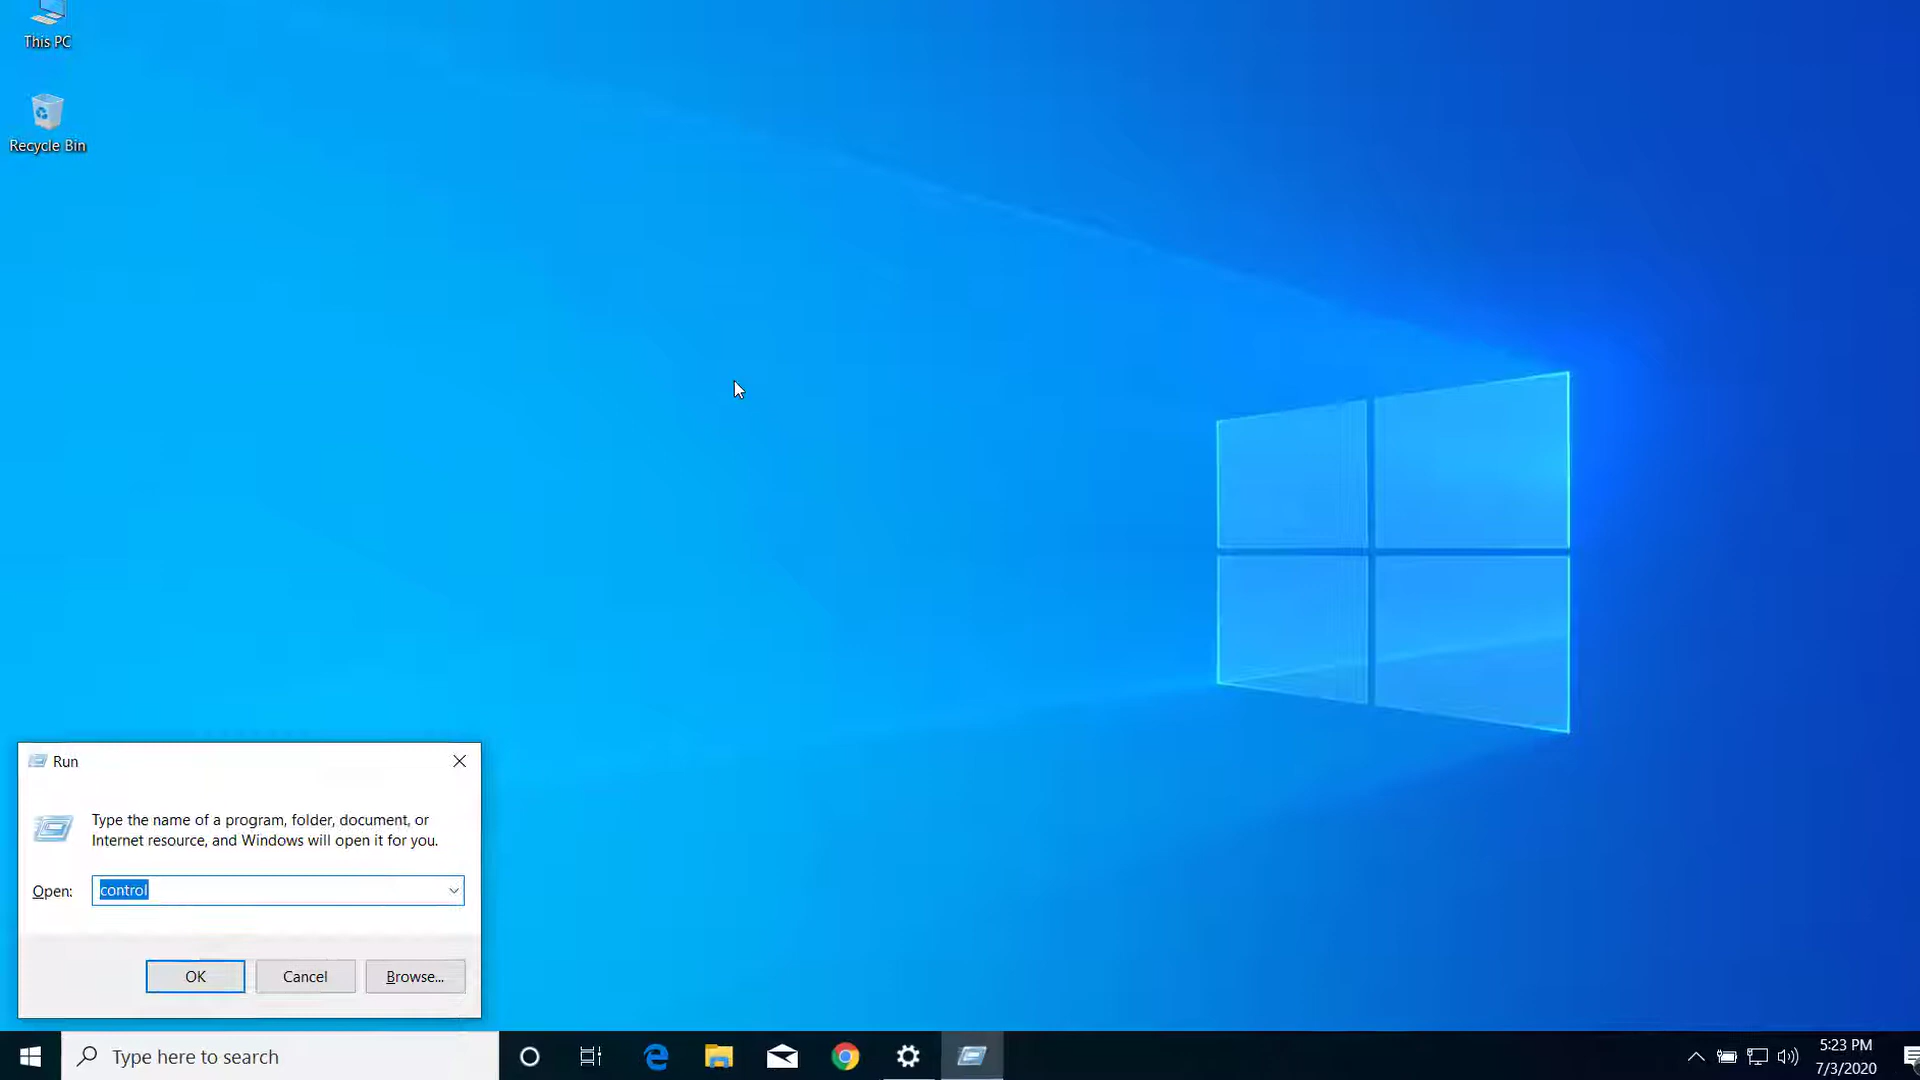 This PC
Recycle Bin
Run
Type the name of a program, folder, document, or
Internet resource, and Windows will open it for you.
Open: control
OK Cancel Browse...
Type here to search
5:23 PM
7/3/2020